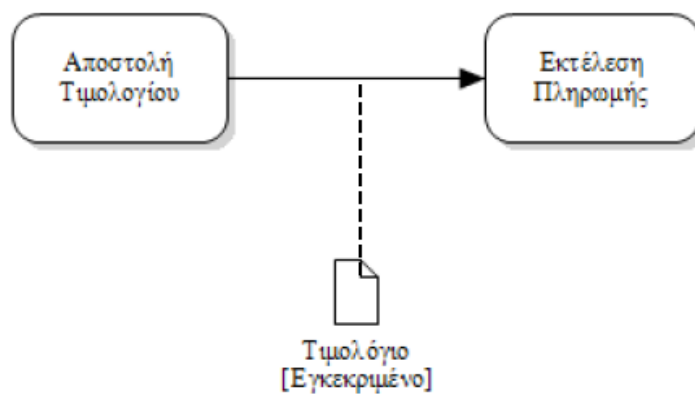 Αποστολή
Τιμολογίου
Εκτέλεση
Πληρωμής
Τιμολόγιο
[Εγκεκριμένο]